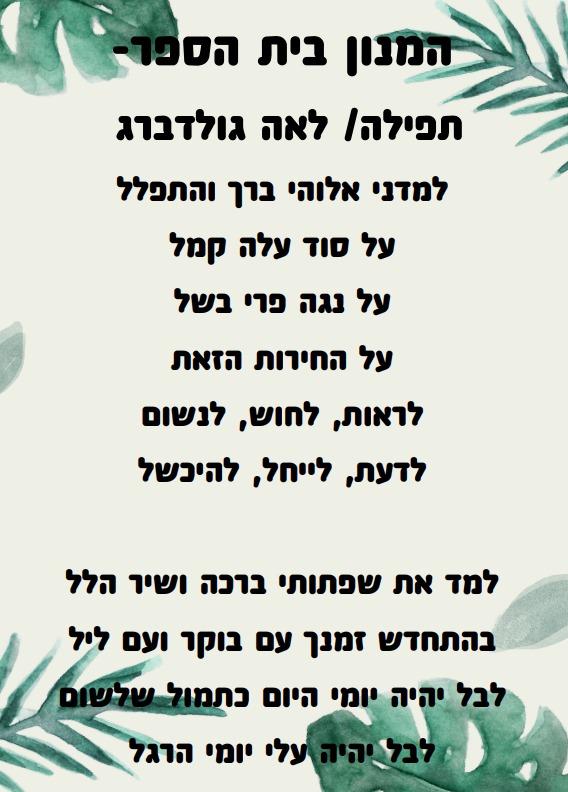 המנון בית הספר-
תפילה/ לאה גולדברג
למדני אלוהי ברך והתפלל
על סוד עלה קמל
על נגה פרי בשל
על החירות הזאת
לראות, לחוש, לנשום
לדעת, לייחל, להיכשל
למד את שפתותי ברכה ושיר הלל
בהתחדש זמנך עם בוקר ועם ליל
לבל יהיה יומי היום כתמול שלשום
לבל יהיה עלי יומי הרגל